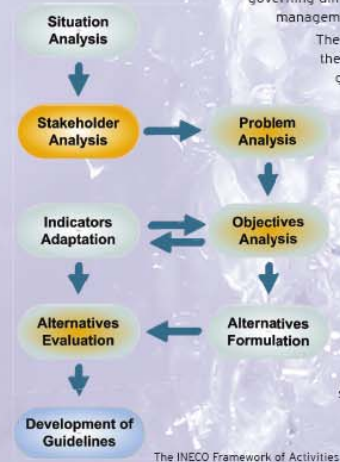 governing
managem
The
the
Situation
Analysis
Stakeholder
Analysis
Problem
Analysis
Indicators
Adaptation
Objectives
Analysis
Alternatives
Evaluation
Alternatives
Formulation
Development of
Guidelines
The INECO Framework of Activities